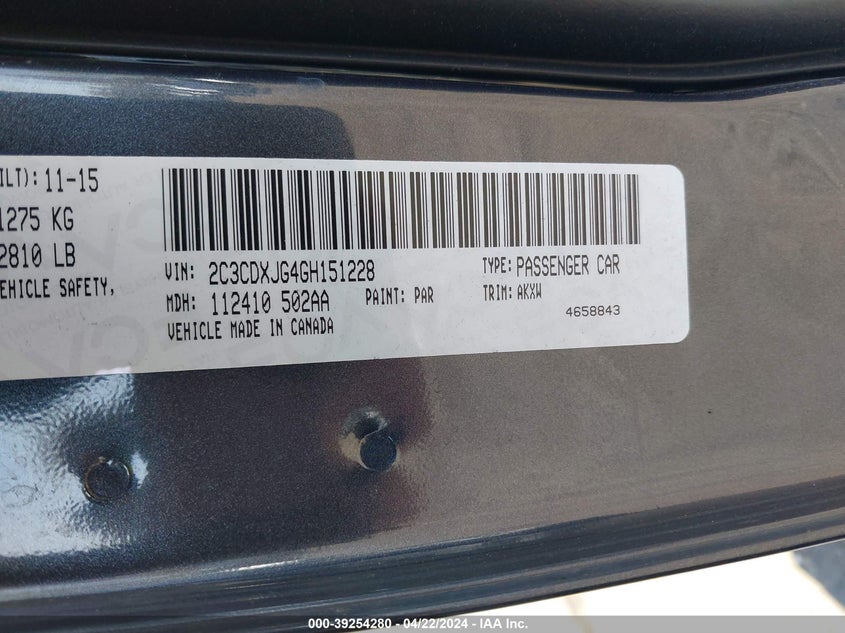 ILT): 11-15
1275 KG
2810 LB
EHICLE SAFETY,
VIN: 2C3CDXJG4GH151228
TYPE: PASSENGER CAR
MDH: 112410 502AA PAINT: PAR
TRIM: AKXW
VEHICLE MADE IN CANADA
4658843
000-39254280 - 04/22/2024 - IAA Inc.